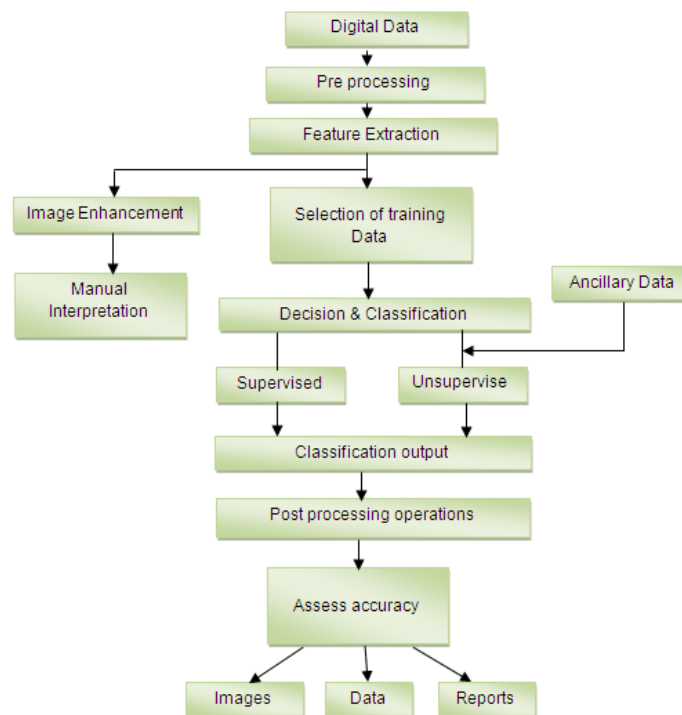 Digital Data
Pre processing
Feature Extraction
Image Enhancement
Selection of training
Data
Manual
Interpretation
Ancillary Data
Decision & Classification
Supervised
Unsupervise
Classification output
Post processing operations
Assess accuracy
Images
Data
Reports